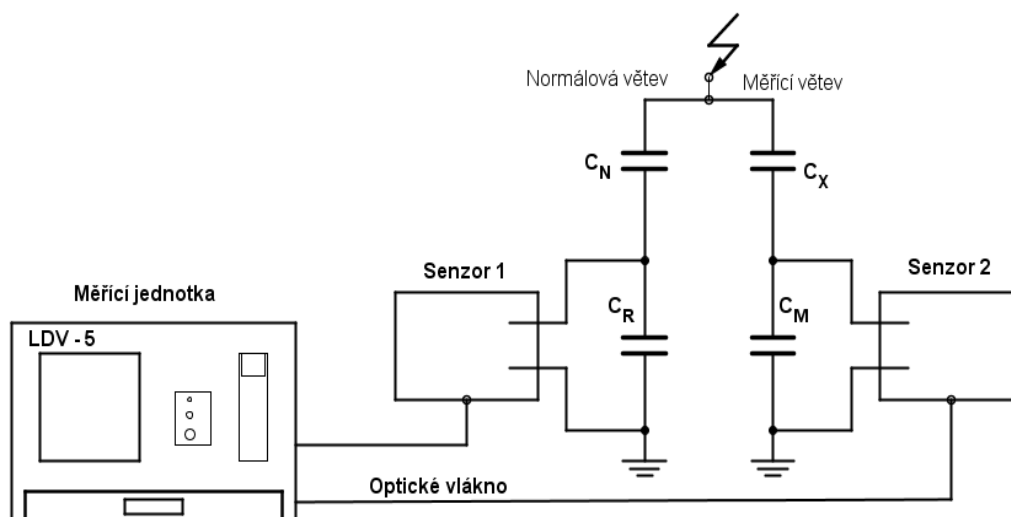 Normálová větev
Měřící větev
C_N
C_X
Senzor 1
Senzor 2
Měřící jednotka
C_R
C_M
LDV - 5
Optické vlákno